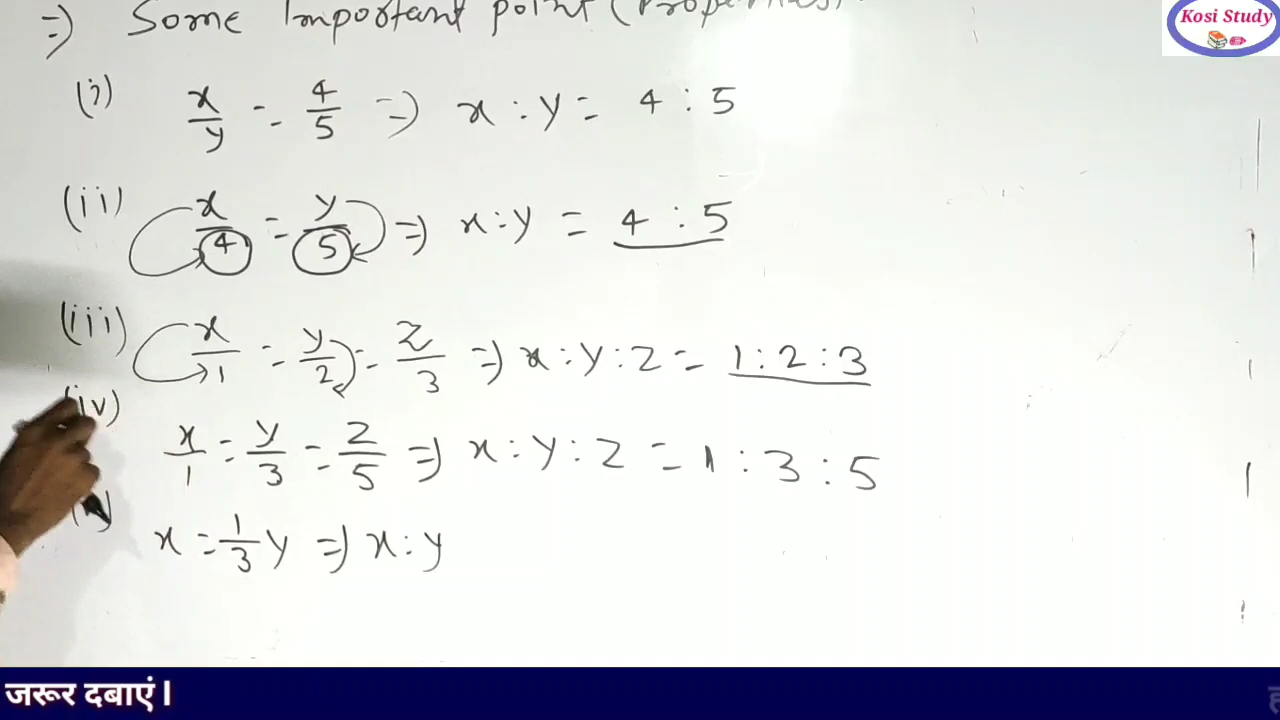 =) Some Important point (Properties)
Kosi Study
(i) x/y = 4/5 => x : y = 4 : 5
(ii) x/4 = y/5 => x : y = 4 : 5
(iii) x/1 = y/2 = z/3 => x : y : z = 1 : 2 : 3
(iv) x/1 = y/3 = z/5 => x : y : z = 1 : 3 : 5
x = 1/3 y => x : y
जरूर दबाएं।